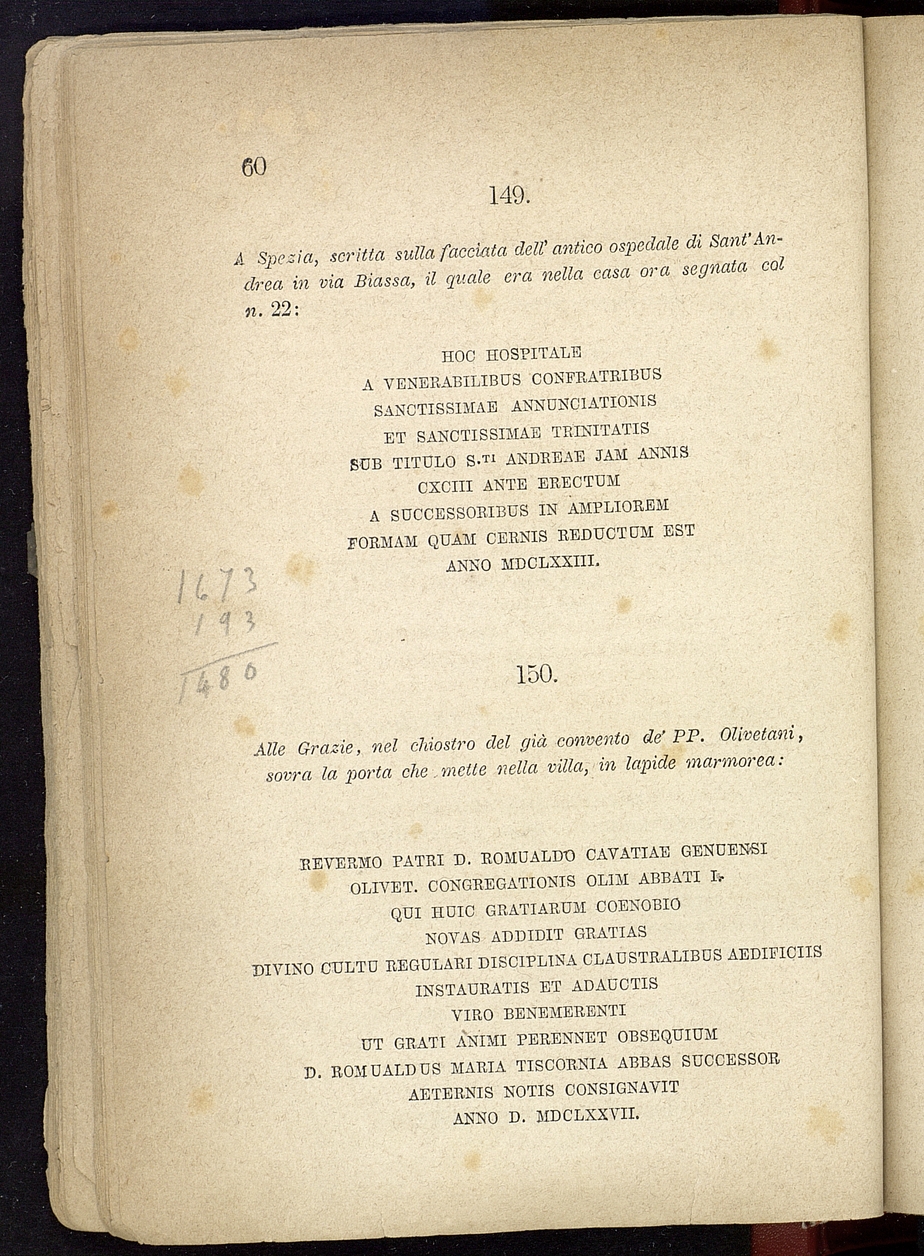 60
149.
A Spezia, scritta sulla facciata dell' antico ospedale di Sant'An-
drea in via Biassa, il quale era nella casa ora segnata col
n. 22:
HOC HOSPITALE
A VENERABILIBUS CONFRATRIBUS
SANCTISSIMAE ANNUNCIATIONIS
ET SANCTISSIMAE TRINITATIS
SUB TITULO S.TI ANDREAE JAM ANNIS
CXCIII ANTE ERECTUM
A SUCCESSORIBUS IN AMPLIOREM
FORMAM QUAM CERNIS REDUCTUM EST
ANNO MDCLXXIII.
1673
193
1480
150.
Alle Grazie, nel chiostro del già convento de' PP. Olivetani,
sovra la porta che mette nella villa, in lapide marmorea:
REVERMO PATRI D. ROMUALDO CAVATIAE GENUENSI
OLIVET. CONGREGATIONIS OLIM ABBATI I.
QUI HUIC GRATIARUM COENOBIO
NOVAS ADDIDIT GRATIAS
DIVINO CULTU REGULARI DISCIPLINA CLAUSTRALIBUS AEDIFICIIS
INSTAURATIS ET ADAUCTIS
VIRO BENEMERENTI
UT GRATI ANIMI PERENNET OBSEQUIUM
D. ROMUALDUS MARIA TISCORNIA ABBAS SUCCESSOR
AETERNIS NOTIS CONSIGNAVIT
ANNO D. MDCLXXVII.